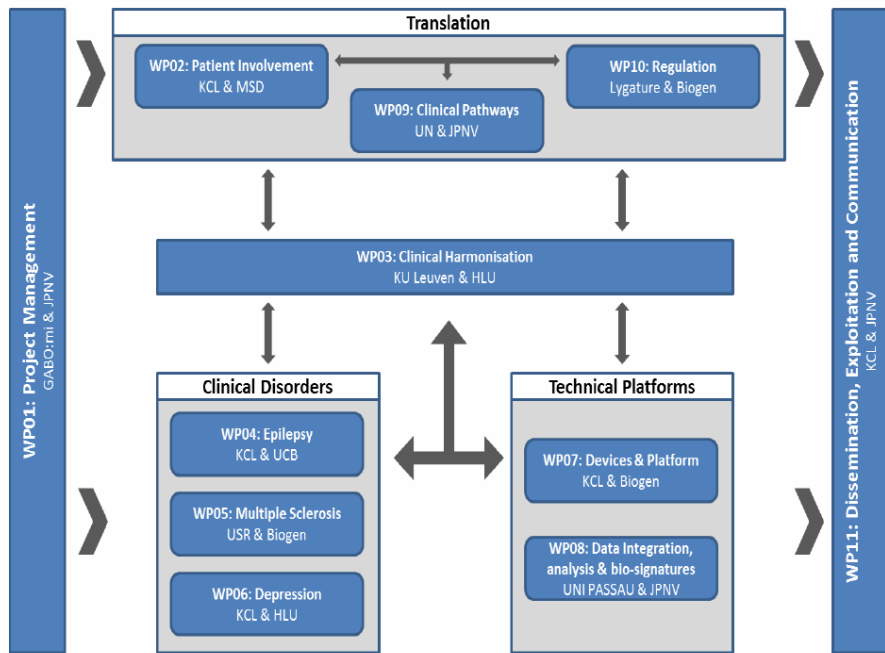 WP01: Project Management
GABO:mi & JPNV
Translation
WP02: Patient Involvement
KCL & MSD
WP10: Regulation
Lygature & Biogen
WP09: Clinical Pathways
UN & JPNV
WP03: Clinical Harmonisation
KU Leuven & HLU
Clinical Disorders
WP04: Epilepsy
KCL & UCB
WP05: Multiple Sclerosis
USR & Biogen
WP06: Depression
KCL & HLU
Technical Platforms
WP07: Devices & Platform
KCL & Biogen
WP08: Data Integration,
analysis & bio-signatures
UNI PASSAU & JPNV
WP11: Dissemination, Exploitation and Communication
KCL & JPNV